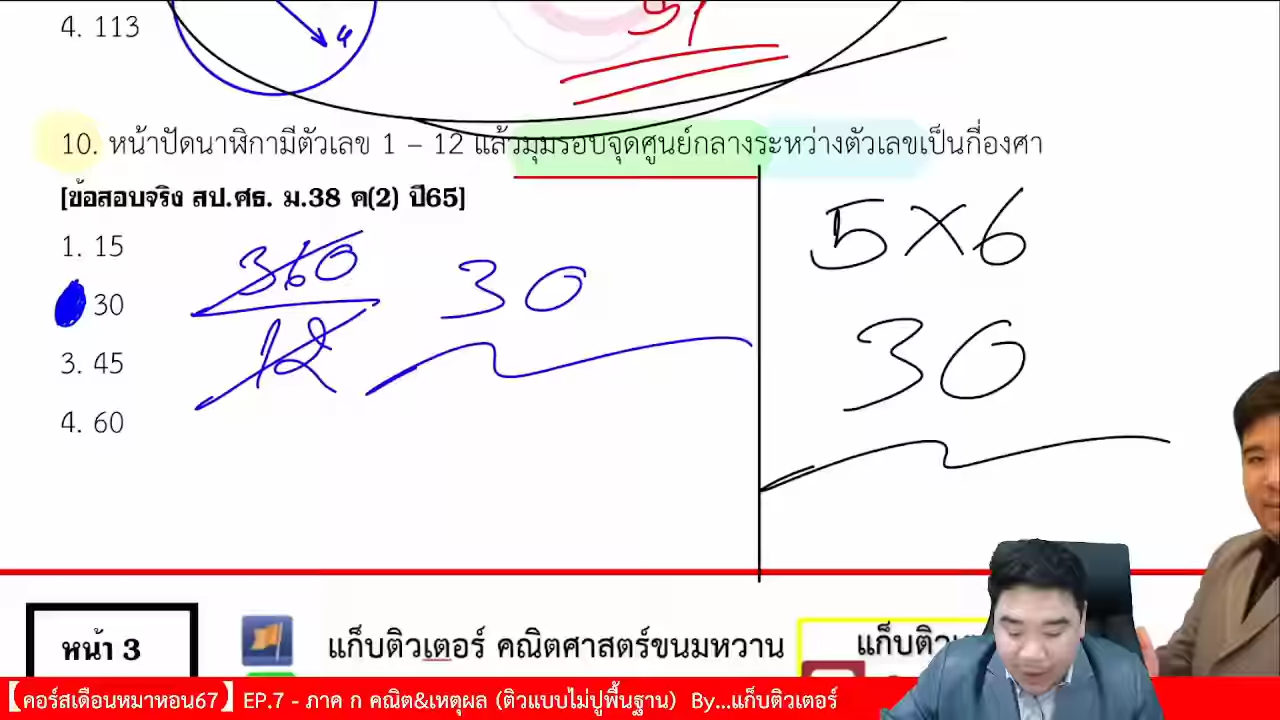 4. 113
4
10. หน้าปัดนาฬิกามีตัวเลข 1 – 12 แล้วมุมรอบจุดศูนย์กลางระหว่างตัวเลขเป็นกี่องศา
[ข้อสอบจริง สป.ศธ. ม.38 ค(2) ปี65]
1. 15
30
3. 45
4. 60
360
12
30
5×6
30
หน้า 3
แก็บติวเตอร์ คณิตศาสตร์ขนมหวาน
【คอร์สเดือนหมาหอน67】EP.7 - ภาค ก คณิต&เหตุผล (ติวแบบไม่ปูพื้นฐาน) By...แก็บติวเตอร์